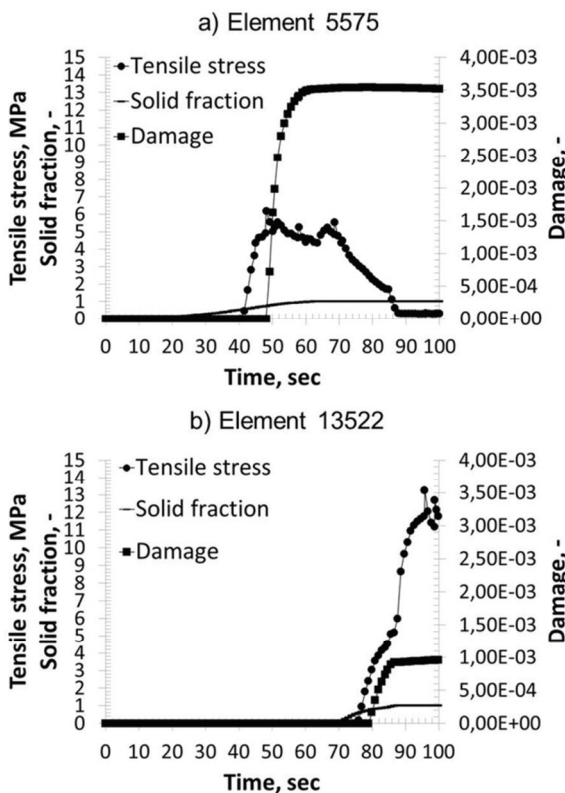 a) Element 5575
15
14
13
12
11
10
9
8
7
6
5
4
3
2
1
0
Tensile stress, MPa
Solid fraction, -
Tensile stress
Solid fraction
Damage
4,00E-03
3,50E-03
3,00E-03
2,50E-03
2,00E-03
1,50E-03
1,00E-03
5,00E-04
0,00E+00
Damage, -
0 10 20 30 40 50 60 70 80 90 100
Time, sec
b) Element 13522
15
14
13
12
11
10
9
8
7
6
5
4
3
2
1
0
Tensile stress, MPa
Solid fraction, -
Tensile stress
Solid fraction
Damage
4,00E-03
3,50E-03
3,00E-03
2,50E-03
2,00E-03
1,50E-03
1,00E-03
5,00E-04
0,00E+00
Damage, -
0 10 20 30 40 50 60 70 80 90 100
Time, sec